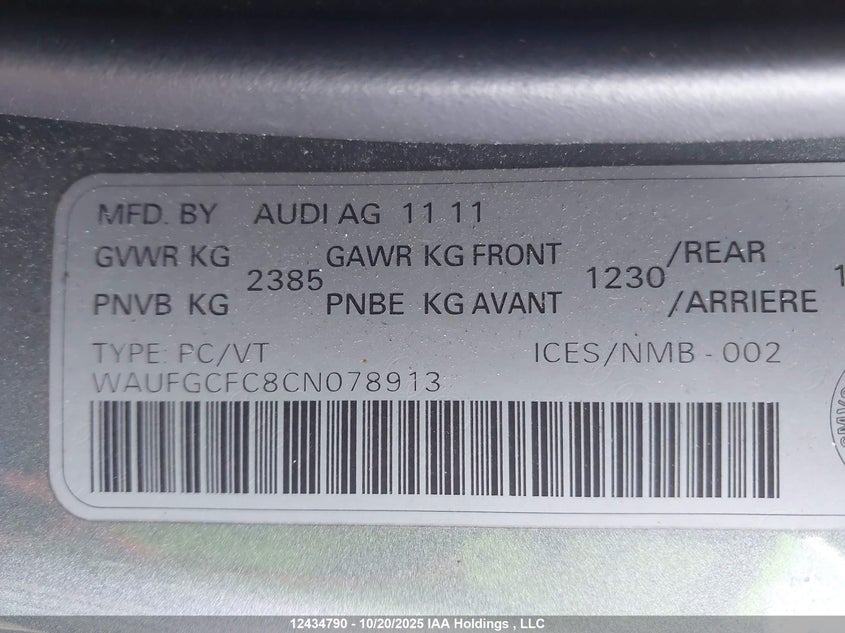 MFD. BY AUDI AG 11 11
GVWR KG 2385 GAWR KG FRONT 1230 /REAR
PNVB KG PNBE KG AVANT /ARRIERE
TYPE: PC/VT ICES/NMB - 002
WAUFGCFC8CN078913
12434790 - 10/20/2025 IAA Holdings , LLC